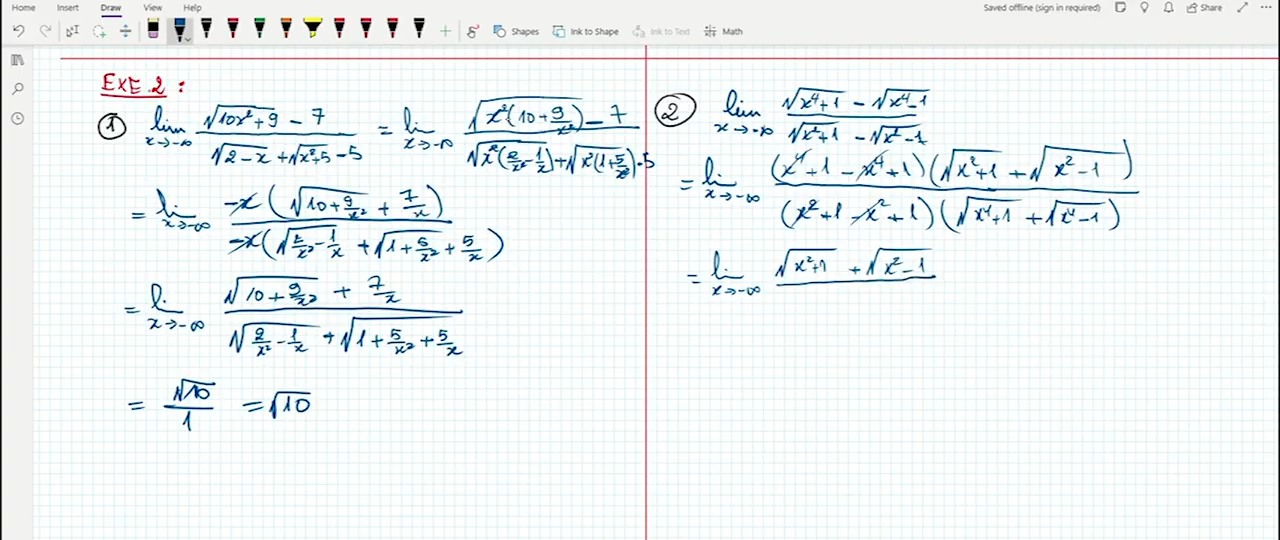 Home Insert Draw View Help
Saved offline (sign in required) Share
Shapes Ink to Shape Ink to Text Math
EXE 2 :
① lim x→-∞ (√(10x²+9) - 7)/(√(2-x) + √(x²+5) - 5) = lim x→-∞ (√(x²(10+9/x²)) - 7)/(√(x²(2/x² - 1/x)) + √(x²(1+5/x²)) - 5)
= lim x→-∞ (-x(√(10+9/x²) + 7/x))/(-x(√(2/x² - 1/x) + √(1+5/x²) + 5/x))
= lim x→-∞ (√(10+9/x²) + 7/x)/(√(2/x² - 1/x) + √(1+5/x²) + 5/x)
= √10/1 = √10
② lim x→-∞ (√(x⁴+1) - √(x⁴-1))/(√(x²+1) - √(x²-1))
= lim x→-∞ ((x⁴+1-x⁴+1)(√(x²+1) + √(x²-1)))/((x²+1-x²+1)(√(x⁴+1) + √(x⁴-1)))
= lim x→-∞ √(x²+1) + √(x²-1)